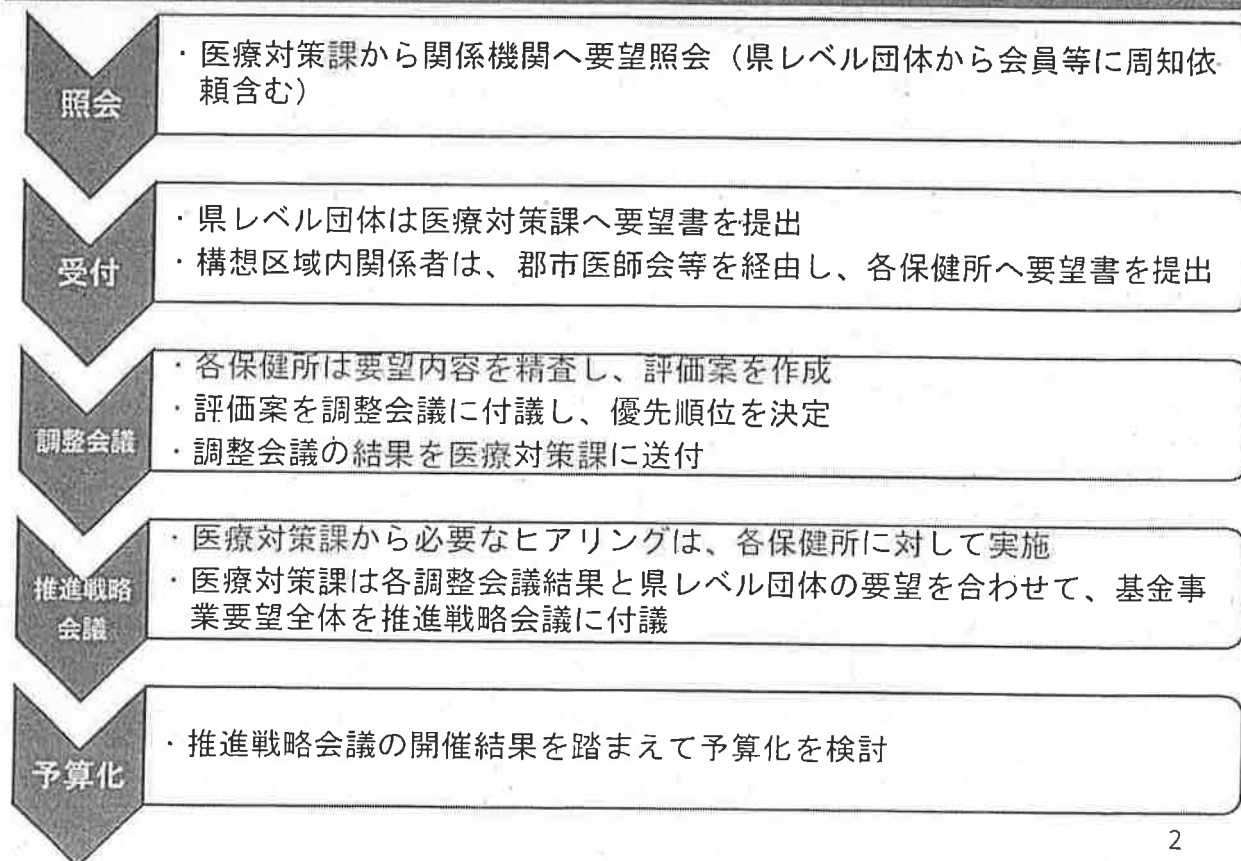 照会
・医療対策課から関係機関へ要望照会（県レベル団体から会員等に周知依
頼含む）
受付
・県レベル団体は医療対策課へ要望書を提出
・構想区域内関係者は、郡市医師会等を経由し、各保健所へ要望書を提出
調整会議
・各保健所は要望内容を精査し、評価案を作成
・評価案を調整会議に付議し、優先順位を決定
・調整会議の結果を医療対策課に送付
推進戦略
会議
・医療対策課から必要なヒアリングは、各保健所に対して実施
・医療対策課は各調整会議結果と県レベル団体の要望を合わせて、基金事
業要望全体を推進戦略会議に付議
予算化
・推進戦略会議の開催結果を踏まえて予算化を検討
2